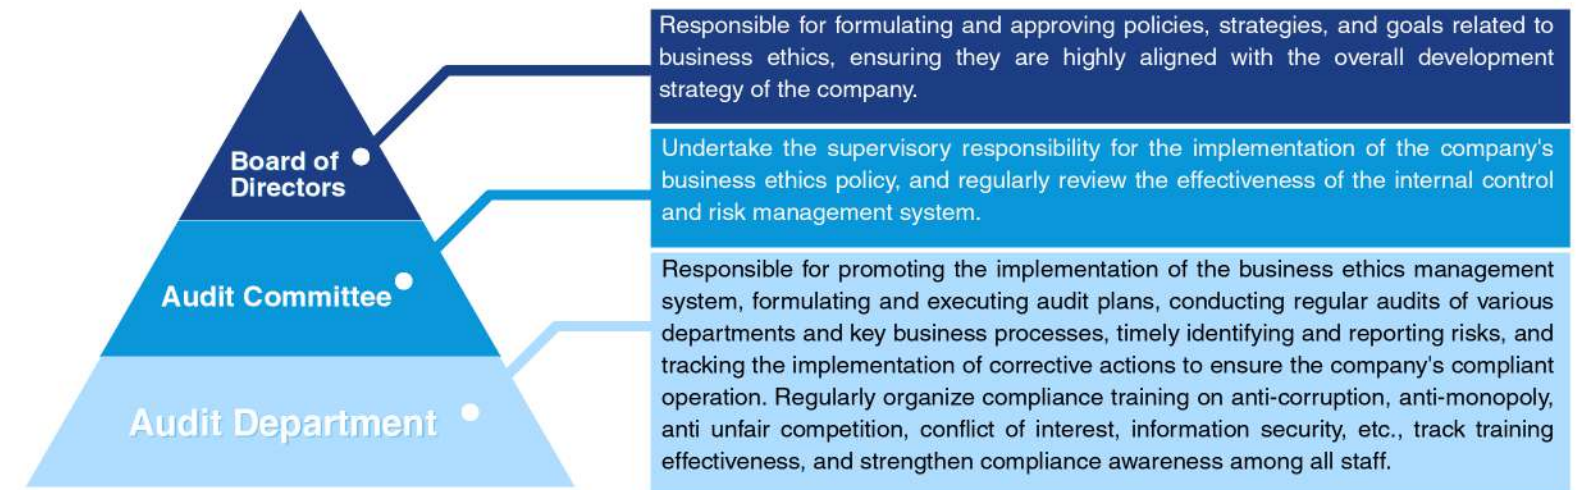 Board of
Directors
Responsible for formulating and approving policies, strategies, and goals related to
business ethics, ensuring they are highly aligned with the overall development
strategy of the company.
Audit Committee
Undertake the supervisory responsibility for the implementation of the company's
business ethics policy, and regularly review the effectiveness of the internal control
and risk management system.
Audit Department
Responsible for promoting the implementation of the business ethics management
system, formulating and executing audit plans, conducting regular audits of various
departments and key business processes, timely identifying and reporting risks, and
tracking the implementation of corrective actions to ensure the company's compliant
operation. Regularly organize compliance training on anti-corruption, anti-monopoly,
anti unfair competition, conflict of interest, information security, etc., track training
effectiveness, and strengthen compliance awareness among all staff.